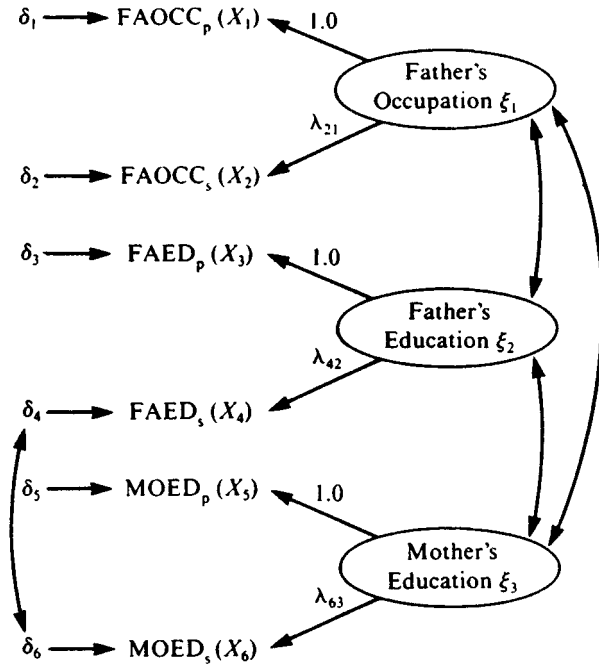 δ₁ FAOCCₚ (X₁) 1.0
Father's
Occupation ξ₁
λ₂₁
δ₂ FAOCCₛ (X₂)
δ₃ FAEDₚ (X₃) 1.0
Father's
Education ξ₂
λ₄₂
δ₄ FAEDₛ (X₄)
δ₅ MOEDₚ (X₅) 1.0
Mother's
Education ξ₃
λ₆₃
δ₆ MOEDₛ (X₆)